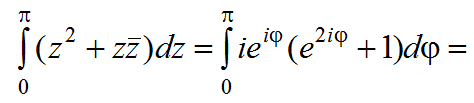 ∫₀^π (z² + zz̄)dz = ∫₀^π ie^{iφ}(e^{2iφ} + 1)dφ =